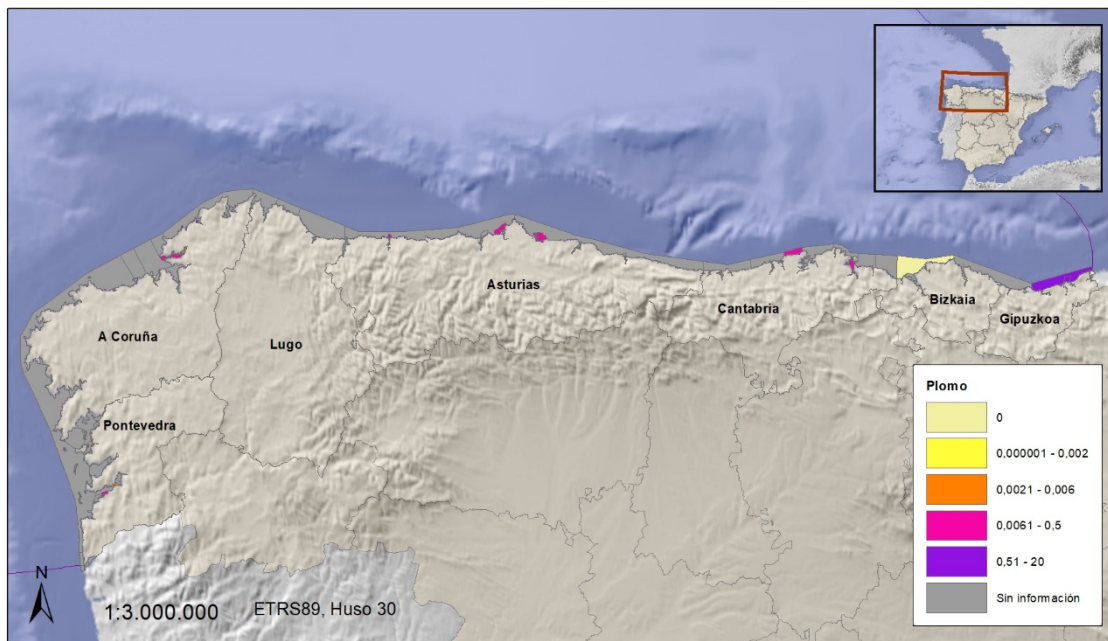 A Coruña
Lugo
Asturias
Cantabria
Bizkaia
Gipuzkoa
Pontevedra
Plomo
0
0,000001 - 0,002
0,0021 - 0,006
0,0061 - 0,5
0,51 - 20
Sin información
N
1:3.000.000
ETRS89, Huso 30